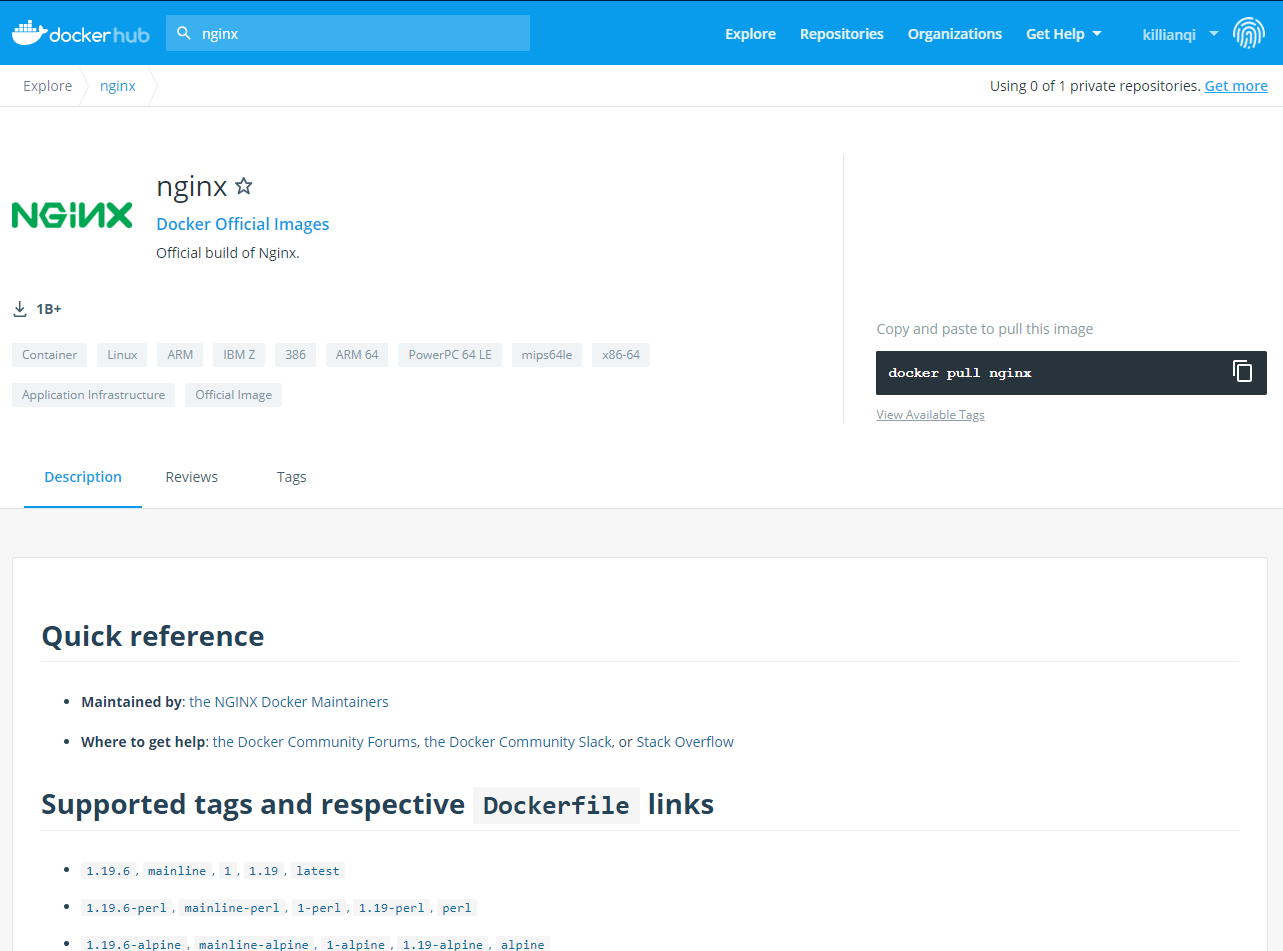 docker hub
nginx
Explore Repositories Organizations Get Help killianqi
Explore nginx
Using 0 of 1 private repositories. Get more
NGINX
nginx
Docker Official Images
Official build of Nginx.
1B+
Container Linux ARM IBM Z 386 ARM 64 PowerPC 64 LE mips64le x86-64
Application Infrastructure Official Image
Copy and paste to pull this image
docker pull nginx
View Available Tags
Description Reviews Tags
Quick reference
• Maintained by: the NGINX Docker Maintainers
• Where to get help: the Docker Community Forums, the Docker Community Slack, or Stack Overflow
Supported tags and respective Dockerfile links
• 1.19.6, mainline, 1, 1.19, latest
• 1.19.6-perl, mainline-perl, 1-perl, 1.19-perl, perl
• 1.19.6-alpine, mainline-alpine, 1-alpine, 1.19-alpine, alpine